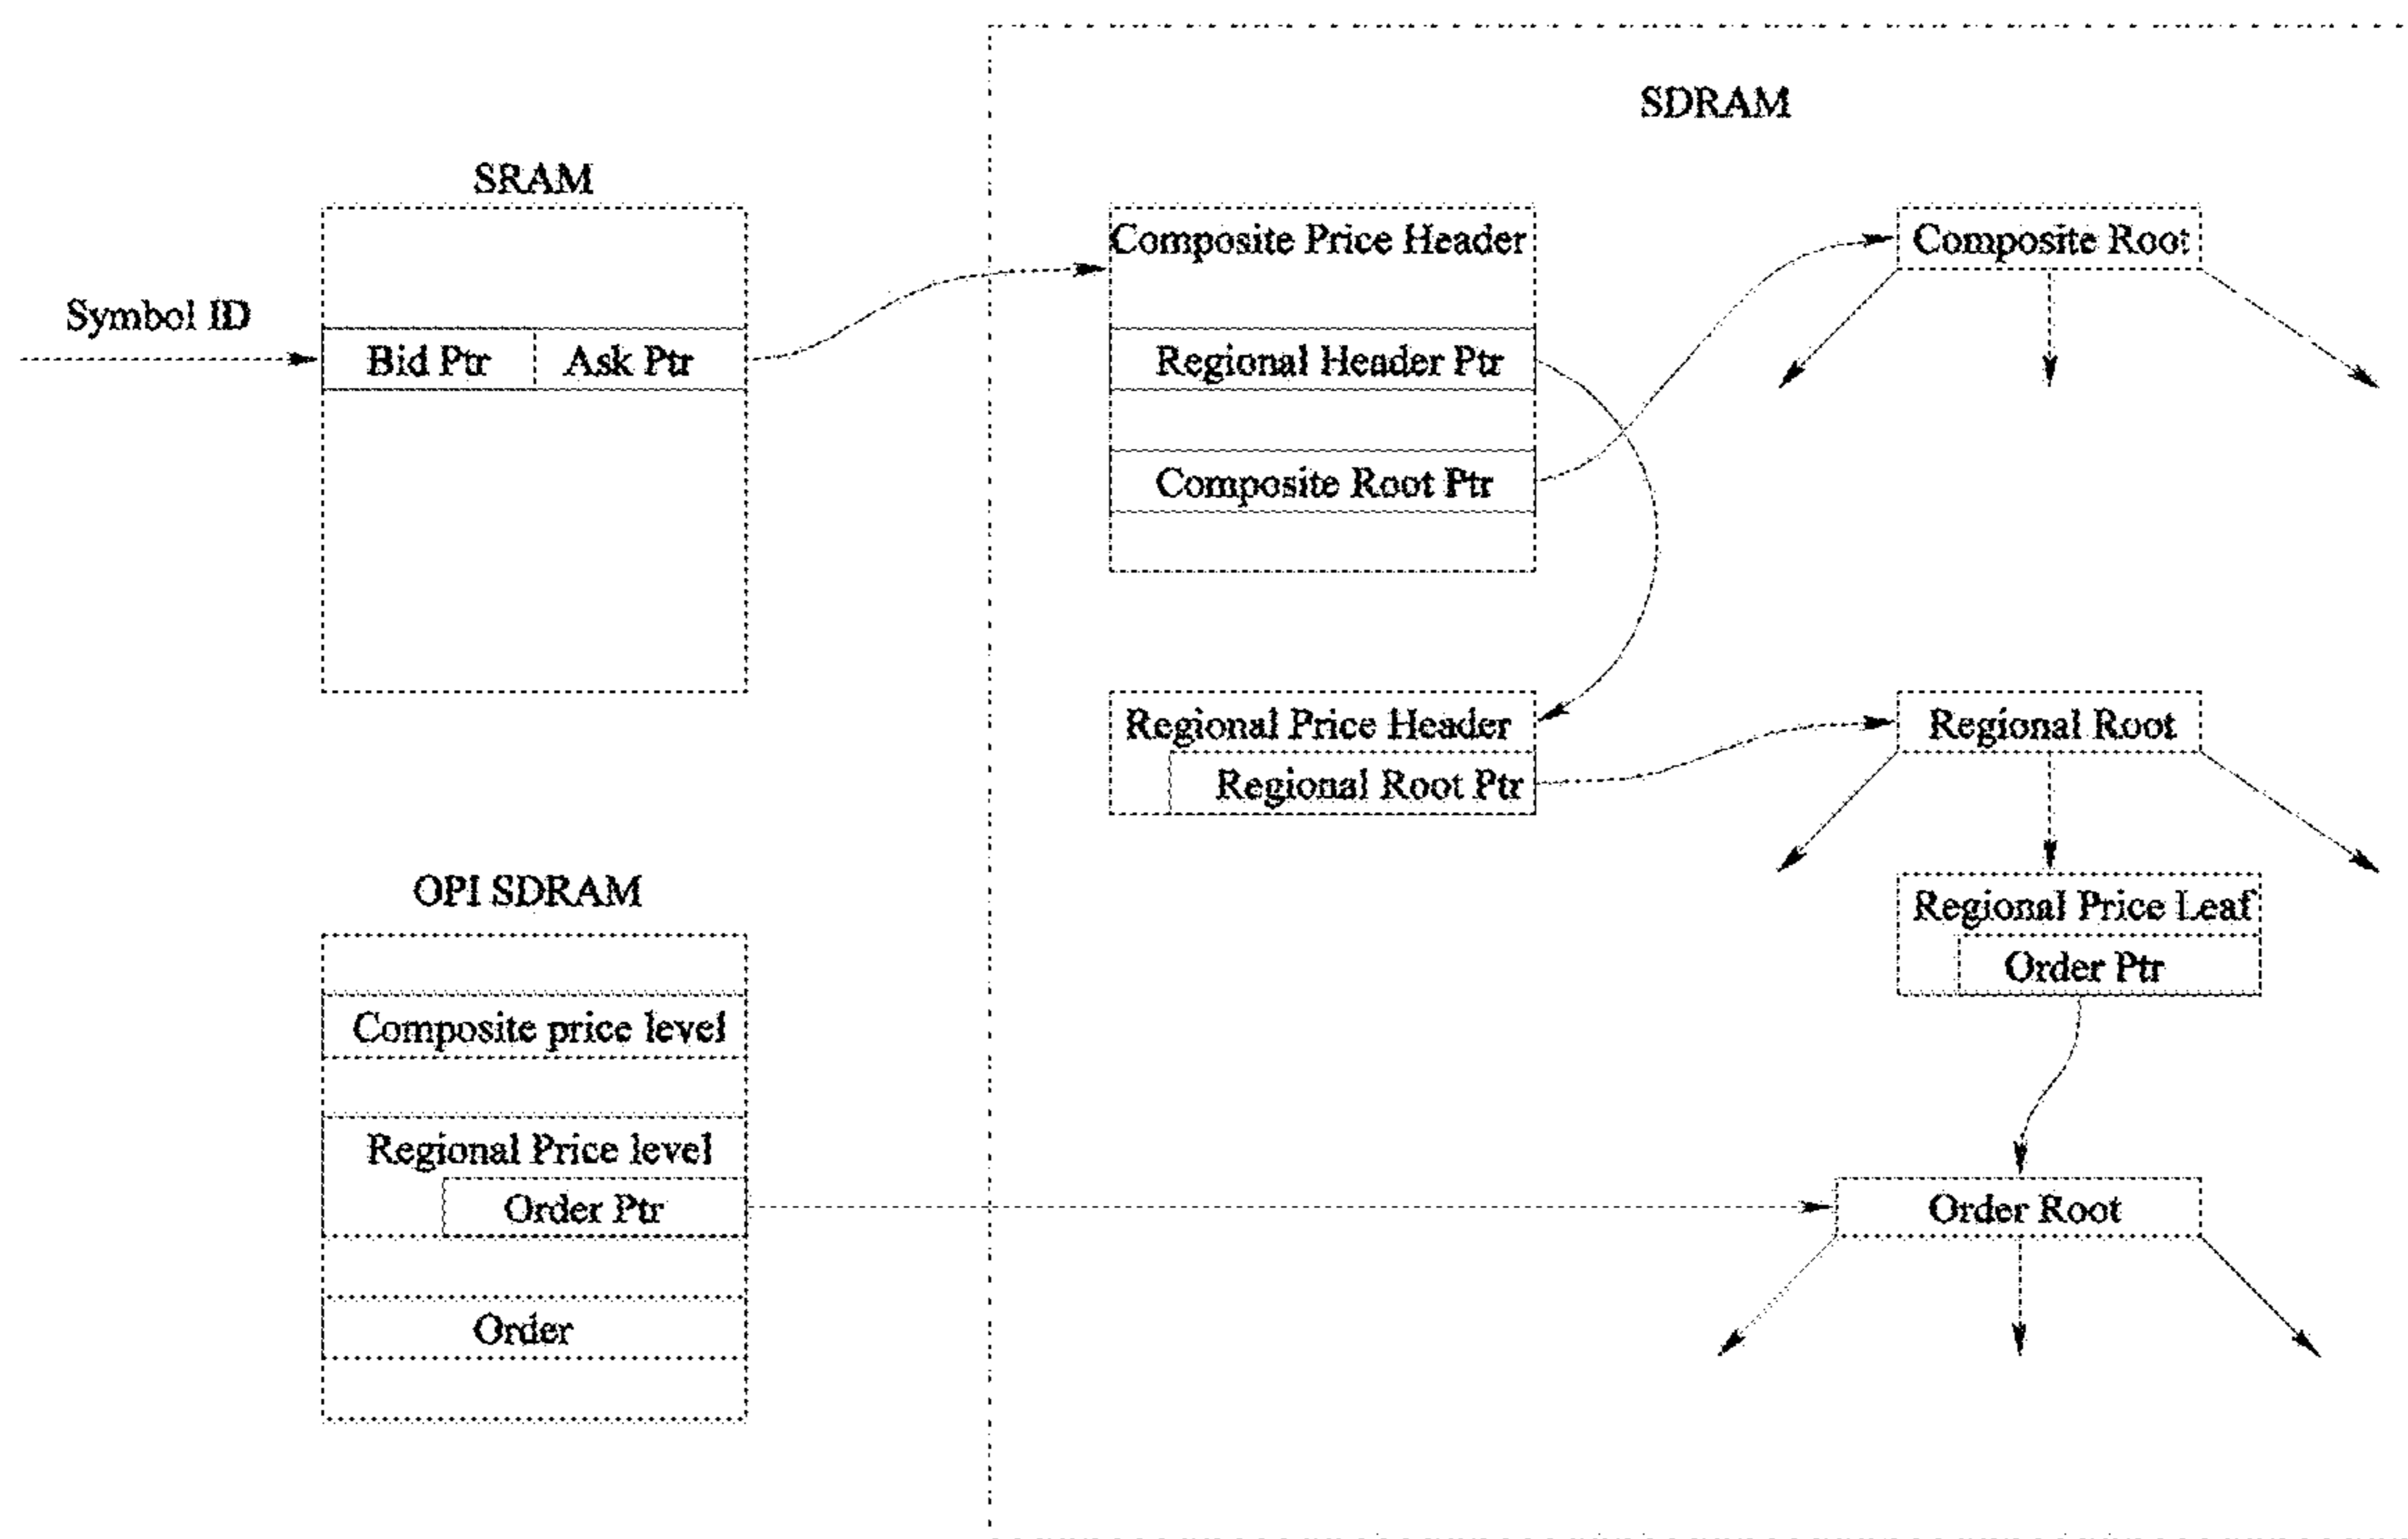 SDRAM
SRAM
Symbol ID
Bid Ptr
Ask Ptr
Composite Price Header
Regional Header Ptr
Composite Root Ptr
Composite Root
Regional Price Header
Regional Root Ptr
Regional Root
Regional Price Leaf
Order Ptr
OPI SDRAM
Composite price level
Regional Price level
Order Ptr
Order
Order Root